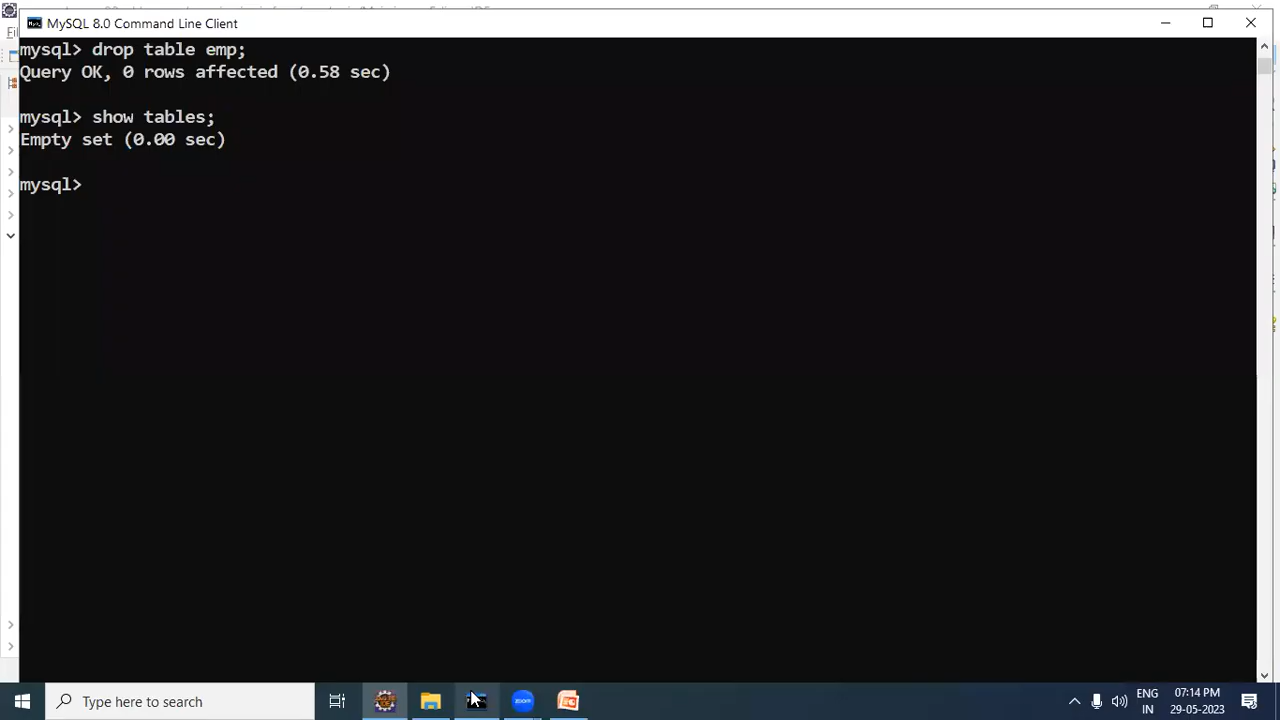 MySQL 8.0 Command Line Client
mysql> drop table emp;
Query OK, 0 rows affected (0.58 sec)
mysql> show tables;
Empty set (0.00 sec)
mysql>
Type here to search
zoom
ENG
IN
07:14 PM
29-05-2023